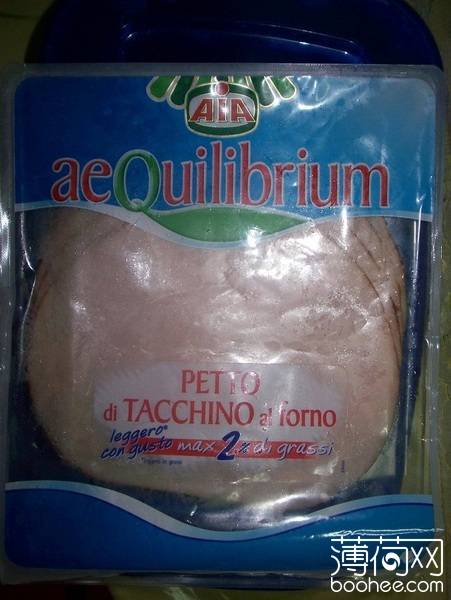 AIA
aeQuilibrium
PETTO
di TACCHINO al forno
leggero*
con gusto max 2% di grassi
薄荷网
boohee.com